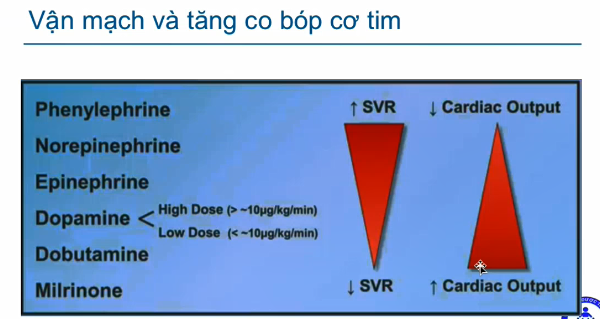 Vận mạch và tăng co bóp cơ tim
↑ SVR ↓ Cardiac Output
Phenylephrine
Norepinephrine
Epinephrine
Dopamine < High Dose (> ~10µg/kg/min)
Low Dose (< ~10µg/kg/min)
Dobutamine
Milrinone
↓ SVR ↑ Cardiac Output